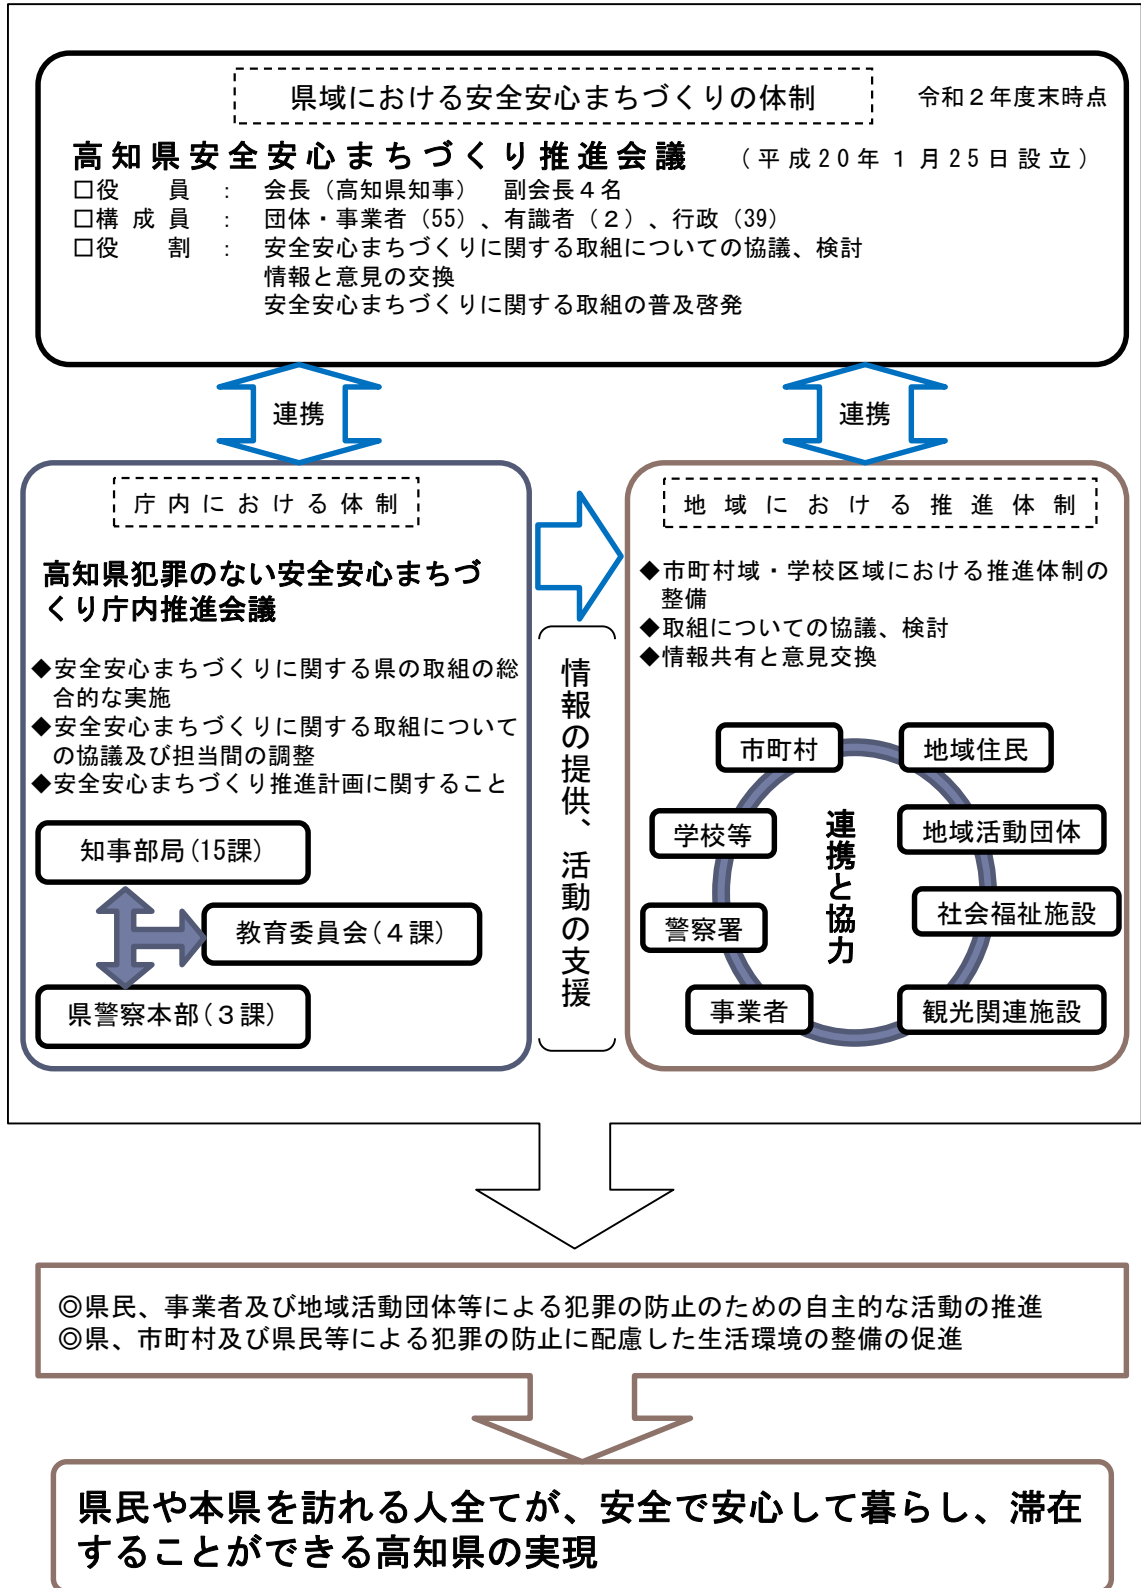 県域における安全安心まちづくりの体制
令和２年度末時点
高知県安全安心まちづくり推進会議 （平成20年１月25日設立）
□役　員 ： 会長（高知県知事）　副会長４名
□構成員 ： 団体・事業者（55）、有識者（２）、行政（39）
□役　割 ： 安全安心まちづくりに関する取組についての協議、検討
情報と意見の交換
安全安心まちづくりに関する取組の普及啓発
連携
連携
庁内における体制
高知県犯罪のない安全安心まちづ
くり庁内推進会議
◆安全安心まちづくりに関する県の取組の総
合的な実施
◆安全安心まちづくりに関する取組について
の協議及び担当間の調整
◆安全安心まちづくり推進計画に関すること
知事部局（15課）
教育委員会（４課）
県警察本部（３課）
情報の提供、活動の支援
地域における推進体制
◆市町村域・学校区域における推進体制の
整備
◆取組についての協議、検討
◆情報共有と意見交換
市町村
地域住民
学校等
地域活動団体
警察署
社会福祉施設
事業者
観光関連施設
連携と協力
◎県民、事業者及び地域活動団体等による犯罪の防止のための自主的な活動の推進
◎県、市町村及び県民等による犯罪の防止に配慮した生活環境の整備の促進
県民や本県を訪れる人全てが、安全で安心して暮らし、滞在
することができる高知県の実現